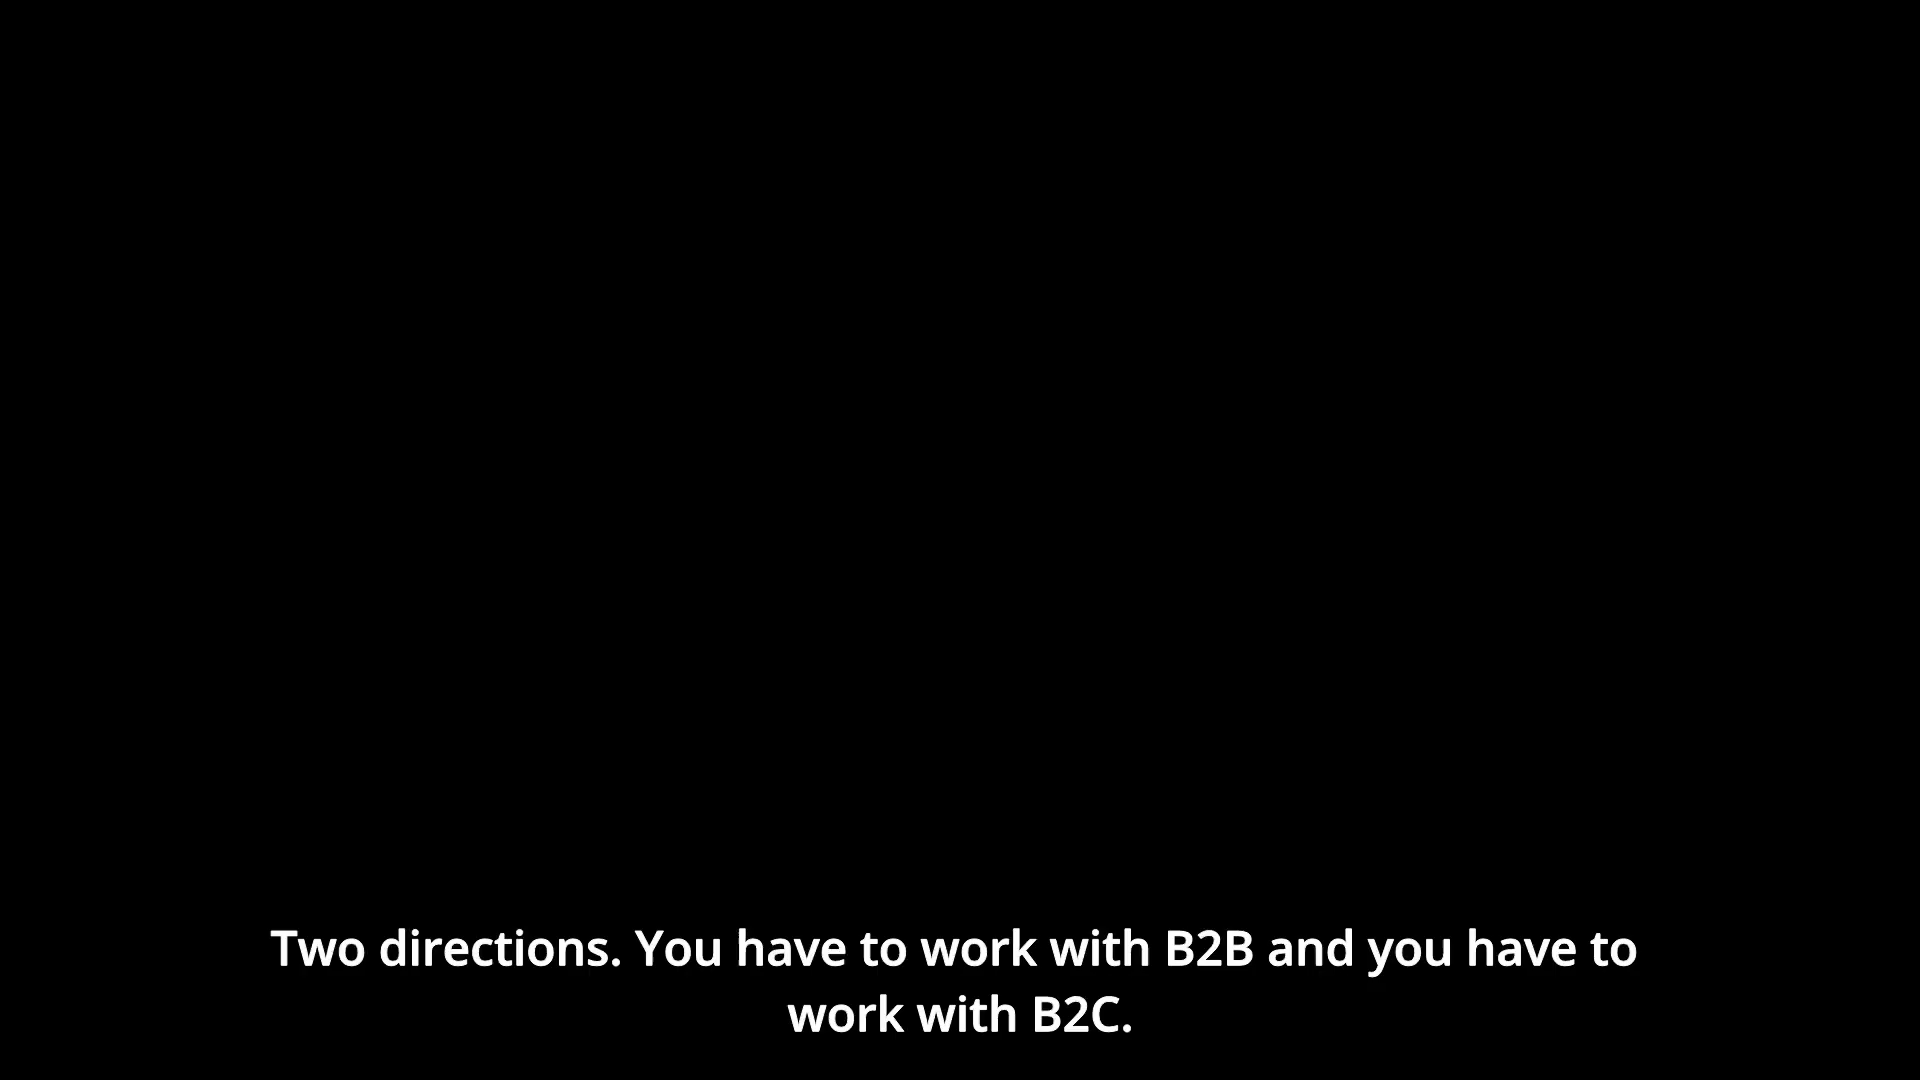 Two directions. You have to work with B2B and you have to
work with B2C.